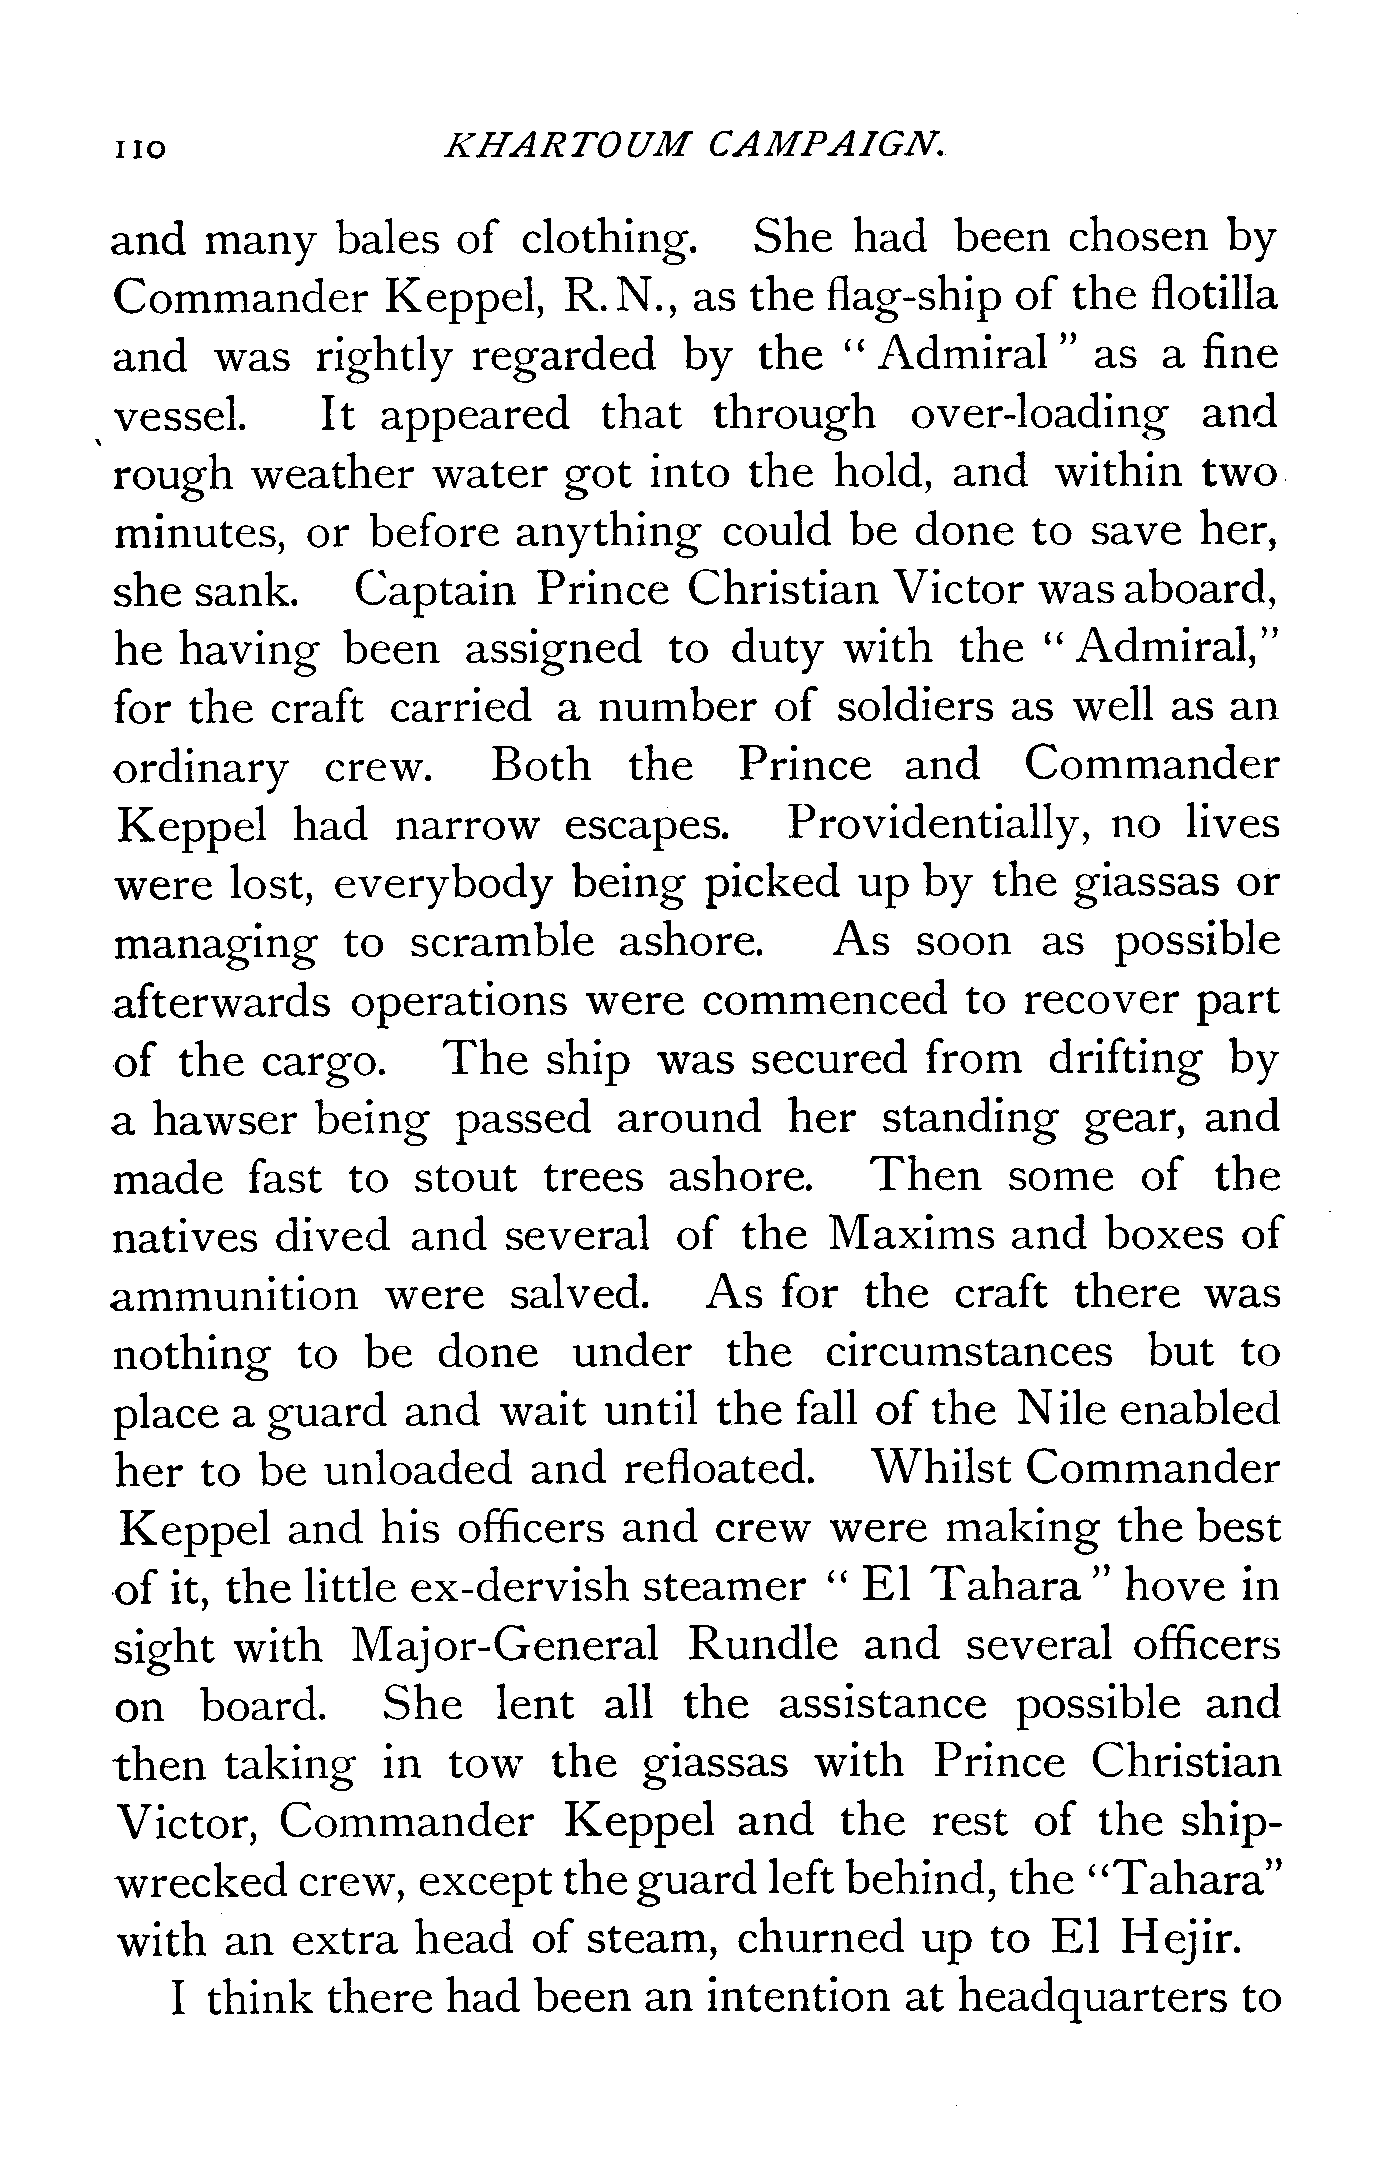 110 KHARTOUM CAMPAIGN.
and many bales of clothing. She had been chosen by
Commander Keppel, R.N., as the flag-ship of the flotilla
and was rightly regarded by the “Admiral” as a fine
vessel. It appeared that through over-loading and
rough weather water got into the hold, and within two
minutes, or before anything could be done to save her,
she sank. Captain Prince Christian Victor was aboard,
he having been assigned to duty with the “Admiral,”
for the craft carried a number of soldiers as well as an
ordinary crew. Both the Prince and Commander
Keppel had narrow escapes. Providentially, no lives
were lost, everybody being picked up by the giassas or
managing to scramble ashore. As soon as possible
afterwards operations were commenced to recover part
of the cargo. The ship was secured from drifting by
a hawser being passed around her standing gear, and
made fast to stout trees ashore. Then some of the
natives dived and several of the Maxims and boxes of
ammunition were salved. As for the craft there was
nothing to be done under the circumstances but to
place a guard and wait until the fall of the Nile enabled
her to be unloaded and refloated. Whilst Commander
Keppel and his officers and crew were making the best
of it, the little ex-dervish steamer “El Tahara” hove in
sight with Major-General Rundle and several officers
on board. She lent all the assistance possible and
then taking in tow the giassas with Prince Christian
Victor, Commander Keppel and the rest of the ship-
wrecked crew, except the guard left behind, the “Tahara”
with an extra head of steam, churned up to El Hejir.
I think there had been an intention at headquarters to